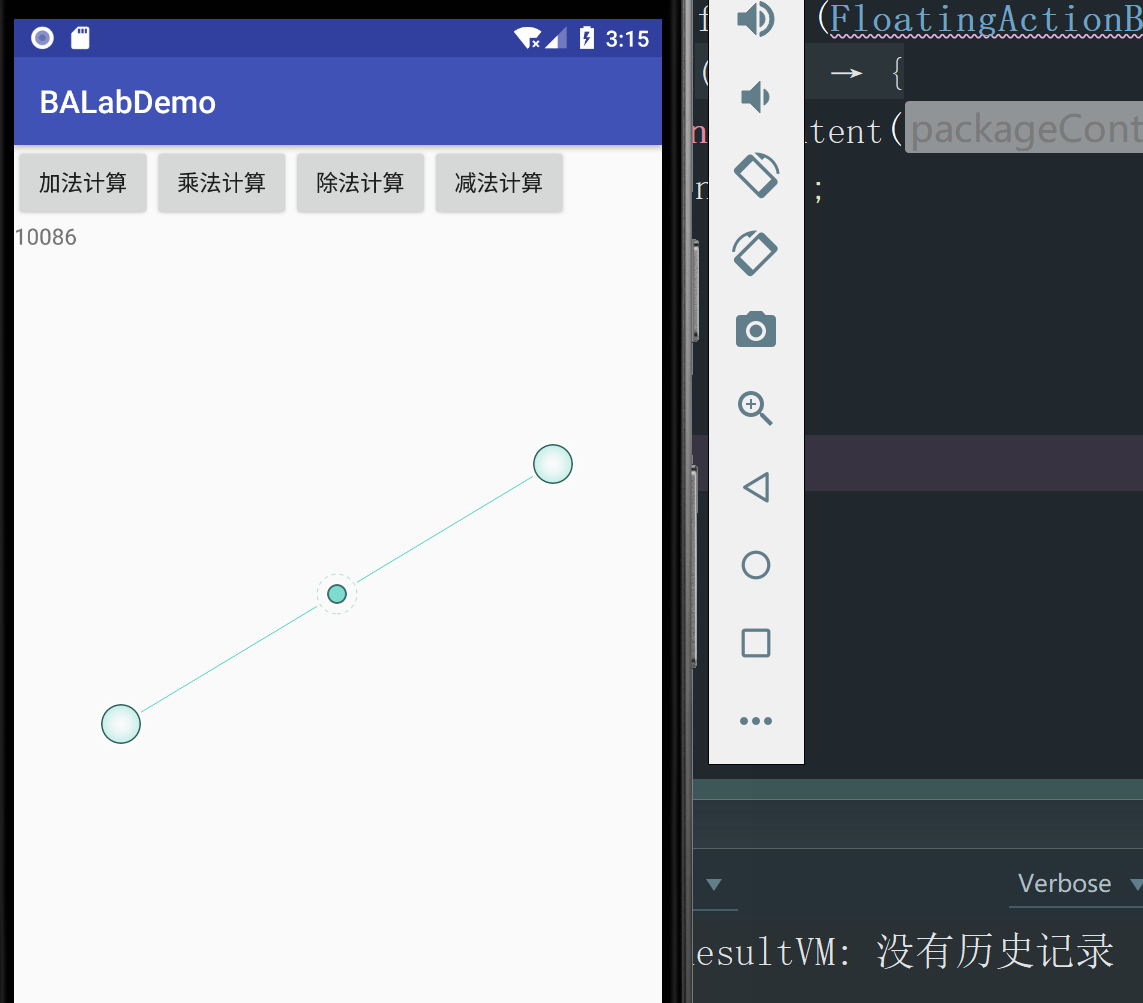 3:15
BALabDemo
加法计算 乘法计算 除法计算 减法计算
10086
(FloatingActionB
( → {
tent( packageCont
;
Verbose
esultVM: 没有历史记录